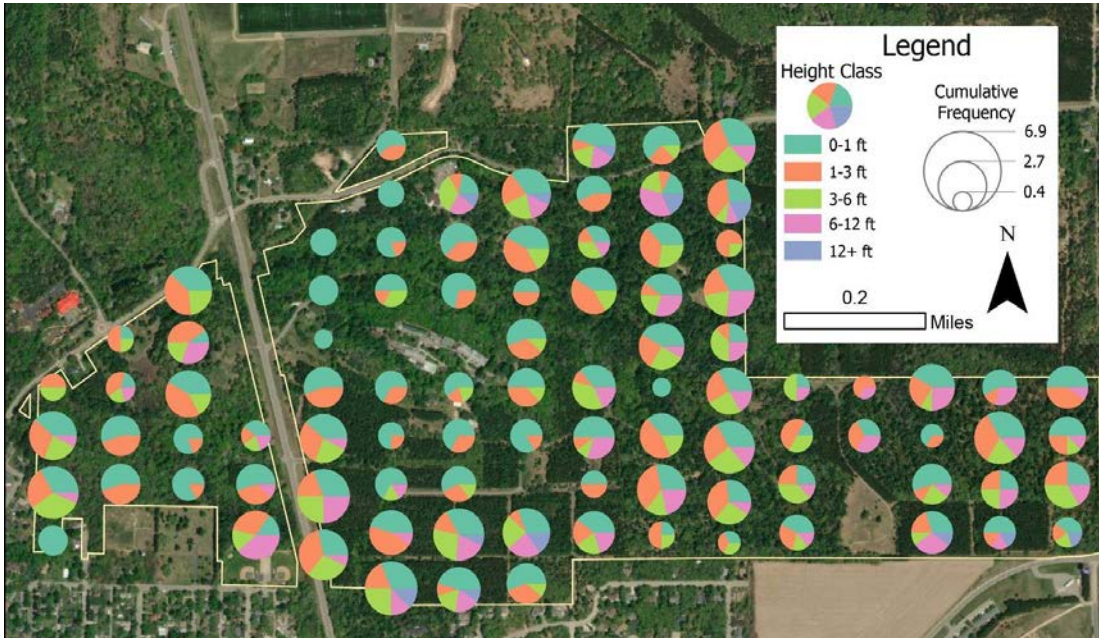 Legend
Height Class
Cumulative
Frequency
6.9
2.7
0.4
0-1 ft
1-3 ft
3-6 ft
6-12 ft
12+ ft
N
0.2
Miles